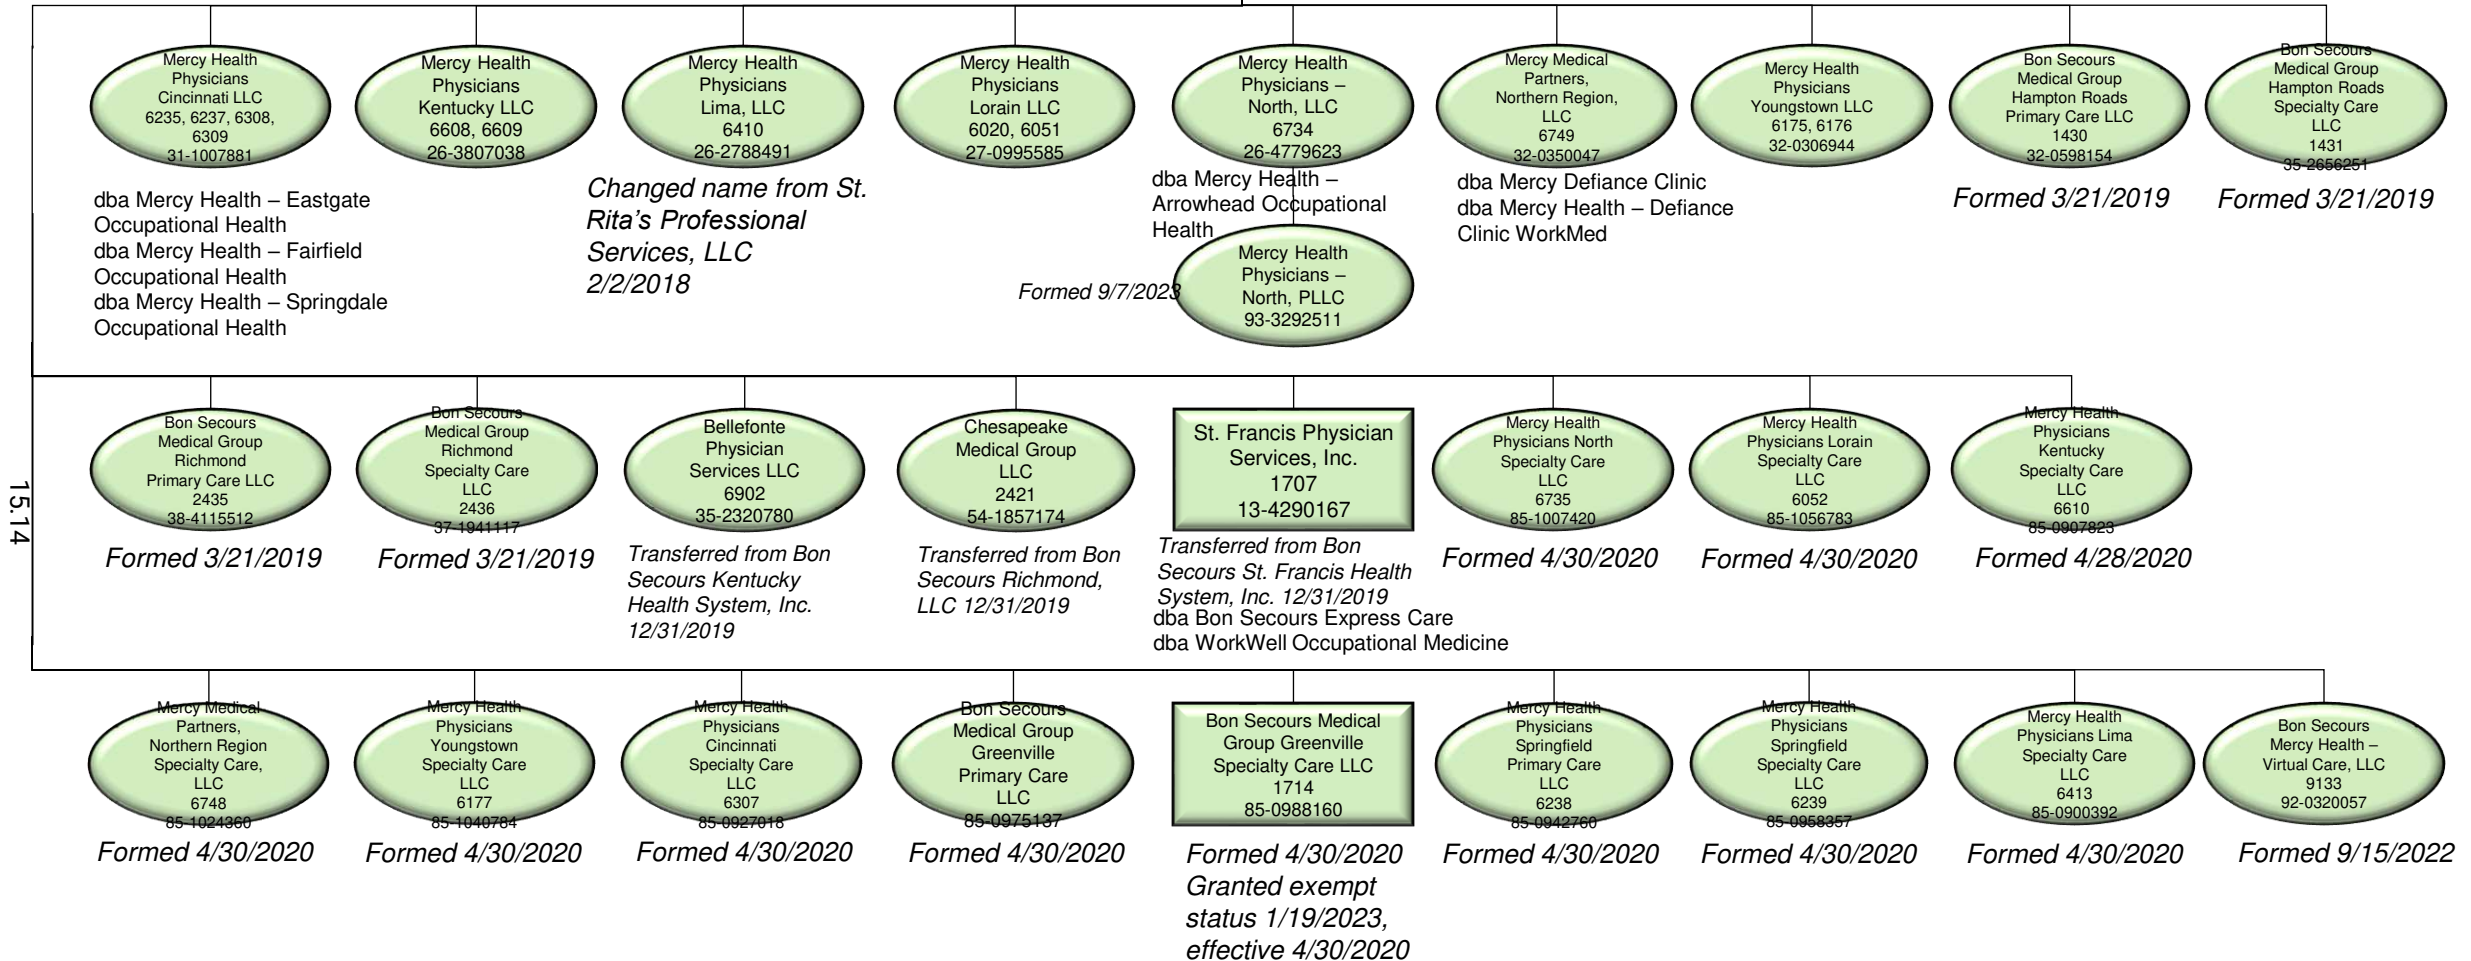 Mercy Health
Physicians
Cincinnati LLC
6235, 6237, 6308,
6309
31-1007881
dba Mercy Health – Eastgate
Occupational Health
dba Mercy Health – Fairfield
Occupational Health
dba Mercy Health – Springdale
Occupational Health
Mercy Health
Physicians
Kentucky LLC
6608, 6609
26-3807038
Mercy Health
Physicians
Lima, LLC
6410
26-2788491
Changed name from St.
Rita’s Professional
Services, LLC
2/2/2018
Mercy Health
Physicians
Lorain LLC
6020, 6051
27-0995585
Mercy Health
Physicians –
North, LLC
6734
26-4779623
dba Mercy Health –
Arrowhead Occupational
Health
Formed 9/7/2023
Mercy Health
Physicians –
North, PLLC
93-3292511
Mercy Medical
Partners,
Northern Region,
LLC
6749
32-0350047
dba Mercy Defiance Clinic
dba Mercy Health – Defiance
Clinic WorkMed
Mercy Health
Physicians
Youngstown LLC
6175, 6176
32-0306944
Bon Secours
Medical Group
Hampton Roads
Primary Care LLC
1430
32-0598154
Formed 3/21/2019
Bon Secours
Medical Group
Hampton Roads
Specialty Care
LLC
1431
35-2656251
Formed 3/21/2019
15.14
Bon Secours
Medical Group
Richmond
Primary Care LLC
2435
38-4115512
Formed 3/21/2019
Bon Secours
Medical Group
Richmond
Specialty Care
LLC
2436
37-1941117
Formed 3/21/2019
Bellefonte
Physician
Services LLC
6902
35-2320780
Transferred from Bon
Secours Kentucky
Health System, Inc.
12/31/2019
Chesapeake
Medical Group
LLC
2421
54-1857174
Transferred from Bon
Secours Richmond,
LLC 12/31/2019
St. Francis Physician
Services, Inc.
1707
13-4290167
Transferred from Bon
Secours St. Francis Health
System, Inc. 12/31/2019
dba Bon Secours Express Care
dba WorkWell Occupational Medicine
Mercy Health
Physicians North
Specialty Care
LLC
6735
85-1007420
Formed 4/30/2020
Mercy Health
Physicians Lorain
Specialty Care
LLC
6052
85-1056783
Formed 4/30/2020
Mercy Health
Physicians
Kentucky
Specialty Care
LLC
6610
85-0907823
Formed 4/28/2020
Mercy Medical
Partners,
Northern Region
Specialty Care,
LLC
6748
85-1024360
Formed 4/30/2020
Mercy Health
Physicians
Youngstown
Specialty Care
LLC
6177
85-1040784
Formed 4/30/2020
Mercy Health
Physicians
Cincinnati
Specialty Care
LLC
6307
85-0927018
Formed 4/30/2020
Bon Secours
Medical Group
Greenville
Primary Care
LLC
85-0975137
Formed 4/30/2020
Bon Secours Medical
Group Greenville
Specialty Care LLC
1714
85-0988160
Formed 4/30/2020
Granted exempt
status 1/19/2023,
effective 4/30/2020
Mercy Health
Physicians
Springfield
Primary Care
LLC
6238
85-0942760
Formed 4/30/2020
Mercy Health
Physicians
Springfield
Specialty Care
LLC
6239
85-0958357
Formed 4/30/2020
Mercy Health
Physicians Lima
Specialty Care
LLC
6413
85-0900392
Formed 4/30/2020
Bon Secours
Mercy Health –
Virtual Care, LLC
9133
92-0320057
Formed 9/15/2022